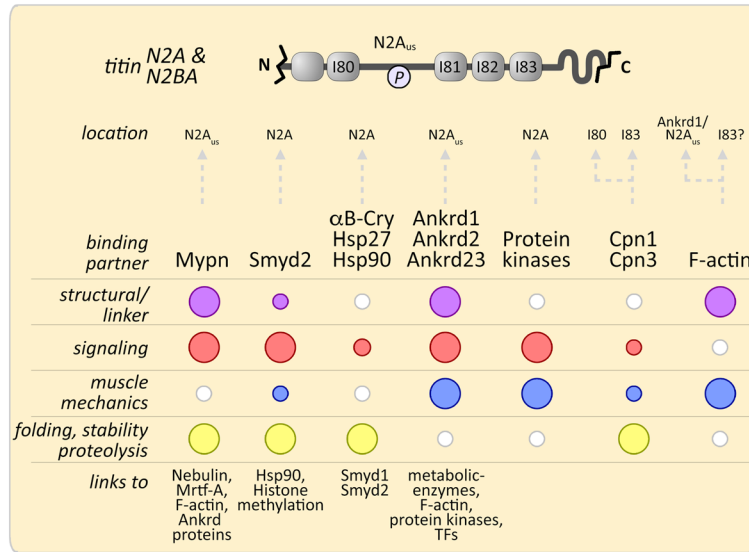 titin N2A &
N2BA
N
I80
N2Aus
P
I81
I82
I83
C
location
N2Aus
N2A
N2A
N2Aus
N2A
I80
I83
Ankrd1/
N2Aus
I83?
binding
partner
Mypn
Smyd2
αB-Cry
Hsp27
Hsp90
Ankrd1
Ankrd2
Ankrd23
Protein
kinases
Cpn1
Cpn3
F-actin
structural/
linker
signaling
muscle
mechanics
folding, stability
proteolysis
links to
Nebulin,
Mrtf-A,
F-actin,
Ankrd
proteins
Hsp90,
Histone
methylation
Smyd1
Smyd2
metabolic-
enzymes,
F-actin,
protein kinases,
TFs